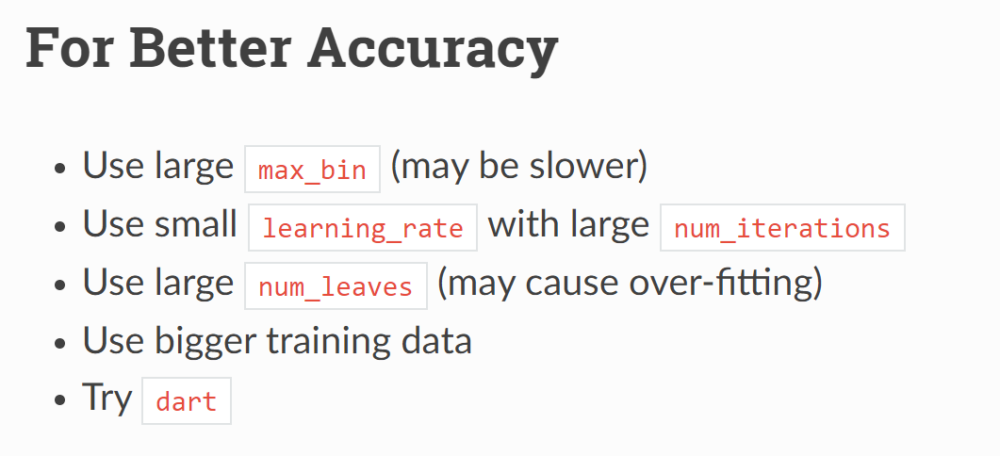 For Better Accuracy
• Use large max_bin (may be slower)
• Use small learning_rate with large num_iterations
• Use large num_leaves (may cause over-fitting)
• Use bigger training data
• Try dart